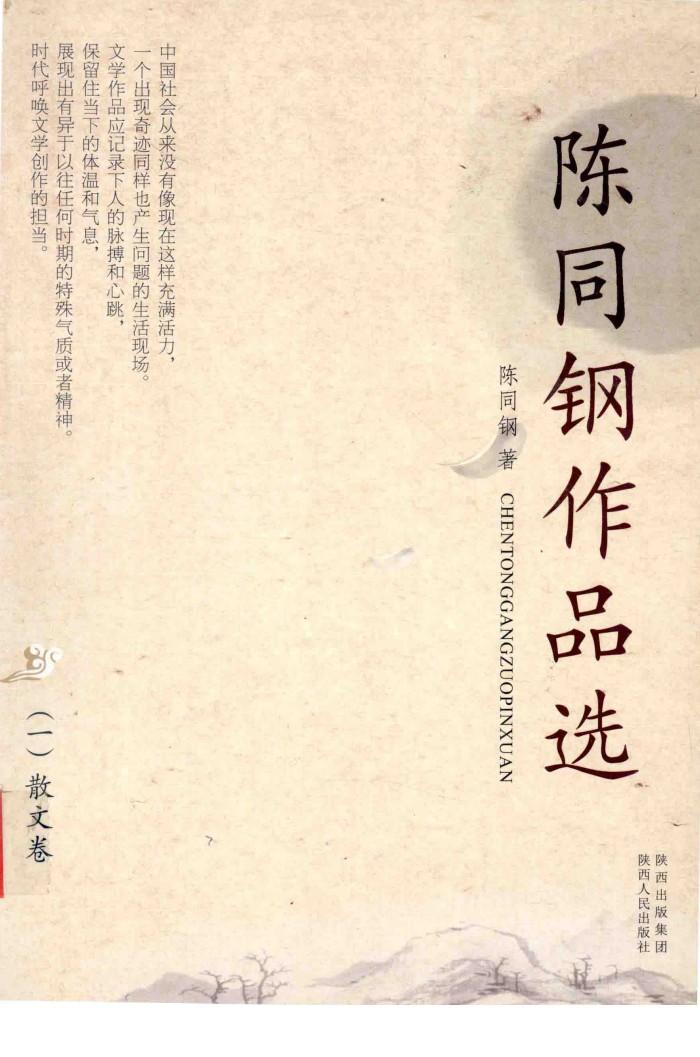 陈同钢作品选
陈同钢 著 CHENTONGGANGZUOPINXUAN
中国社会从来没有像现在这样充满活力，
一个出现奇迹同样也产生问题的生活现场。
文学作品应记录下人的脉搏和心跳，
保留住当下的体温和气息，
展现出有异于以往任何时期的特殊气质或者精神。
时代呼唤文学创作的担当。
（一）散文卷
陕西出版集团
陕西人民出版社